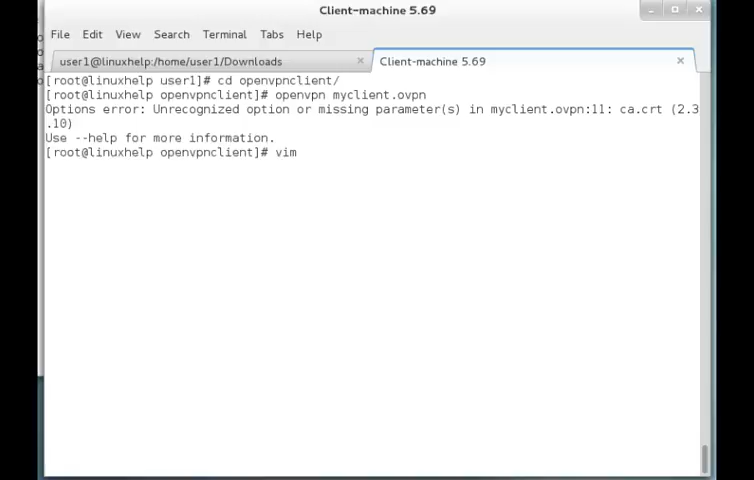 Client-machine 5.69
File Edit View Search Terminal Tabs Help
user1@linuxhelp:/home/user1/Downloads × Client-machine 5.69 ×
[root@linuxhelp user1]# cd openvpnclient/
[root@linuxhelp openvpnclient]# openvpn myclient.ovpn
Options error: Unrecognized option or missing parameter(s) in myclient.ovpn:11: ca.crt (2.3
.10)
Use --help for more information.
[root@linuxhelp openvpnclient]# vim